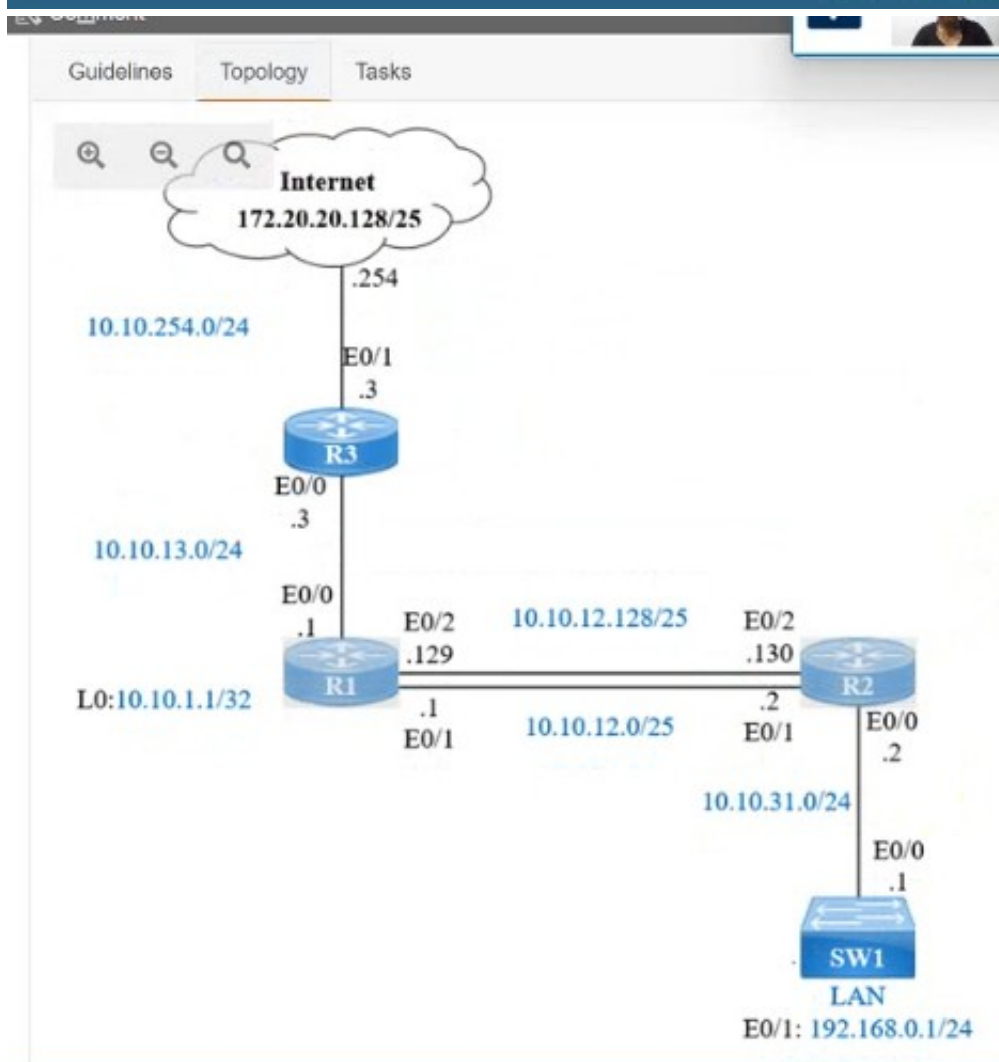 Comment
Guidelines Topology Tasks
Internet
172.20.20.128/25
.254
10.10.254.0/24
E0/1
.3
R3
E0/0
.3
10.10.13.0/24
E0/0
.1
E0/2
.129
10.10.12.128/25
E0/2
.130
R1
R2
L0:10.10.1.1/32
.1
E0/1
10.10.12.0/25
.2
E0/1
E0/0
.2
10.10.31.0/24
E0/0
.1
SW1
LAN
E0/1: 192.168.0.1/24